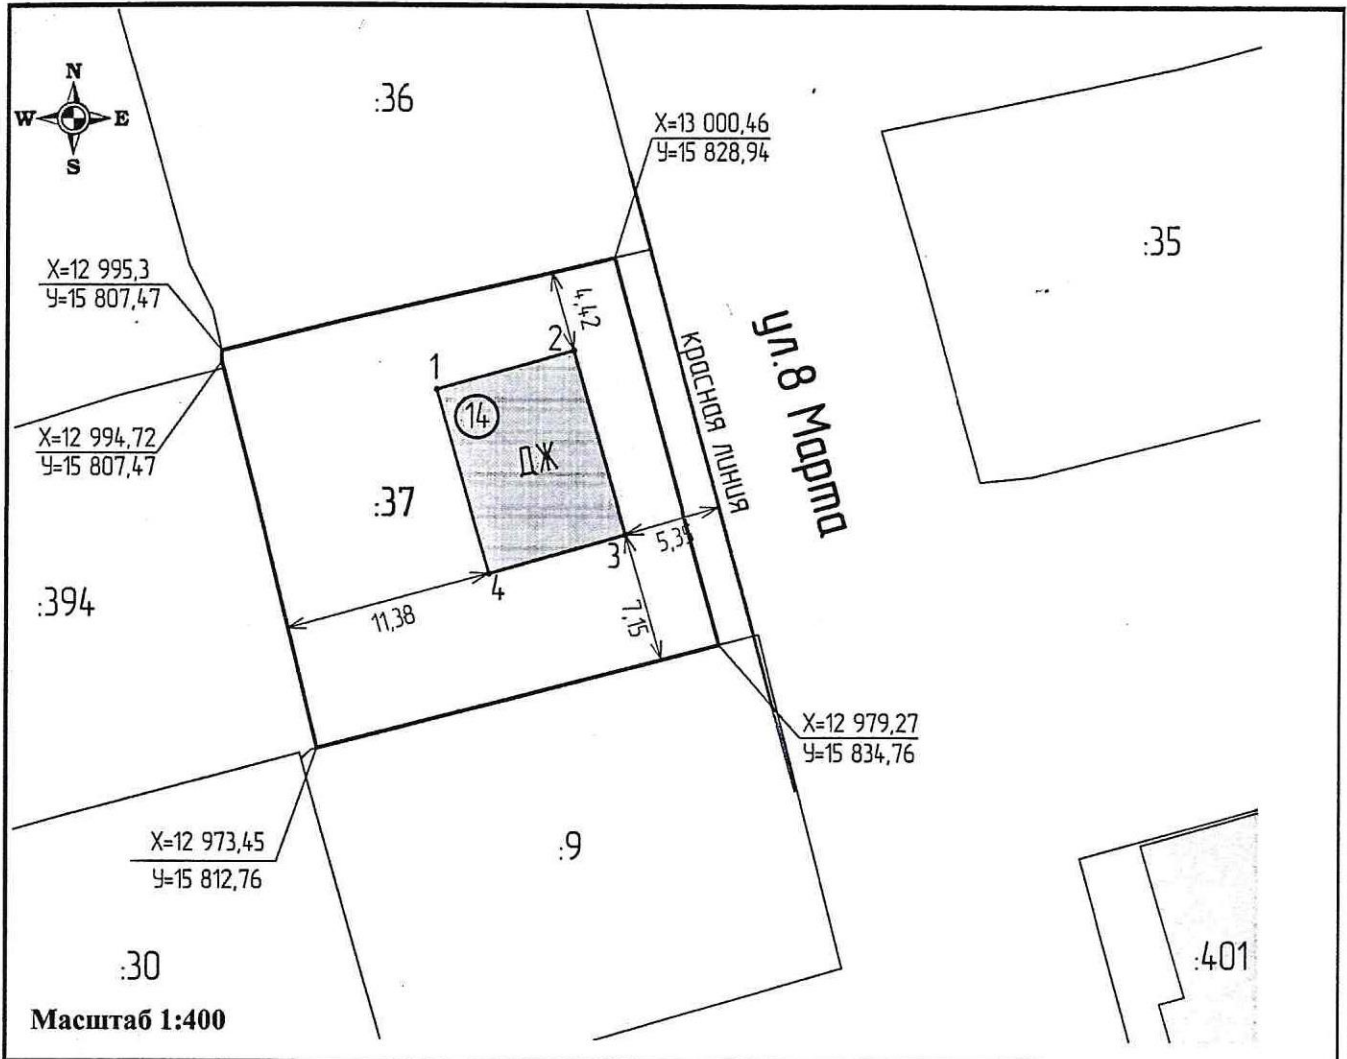 N
W E
S
:36
X=13 000,46
У=15 828,94
:35
X=12 995,3
У=15 807,47
4,42
ул.8 Марта
красная линия
1
2
14
ДЖ
X=12 994,72
У=15 807,47
:37
3
5,35
4
:394
11,38
7,15
X=12 979,27
У=15 834,76
X=12 973,45
У=15 812,76
:9
:30
:401
Масштаб 1:400